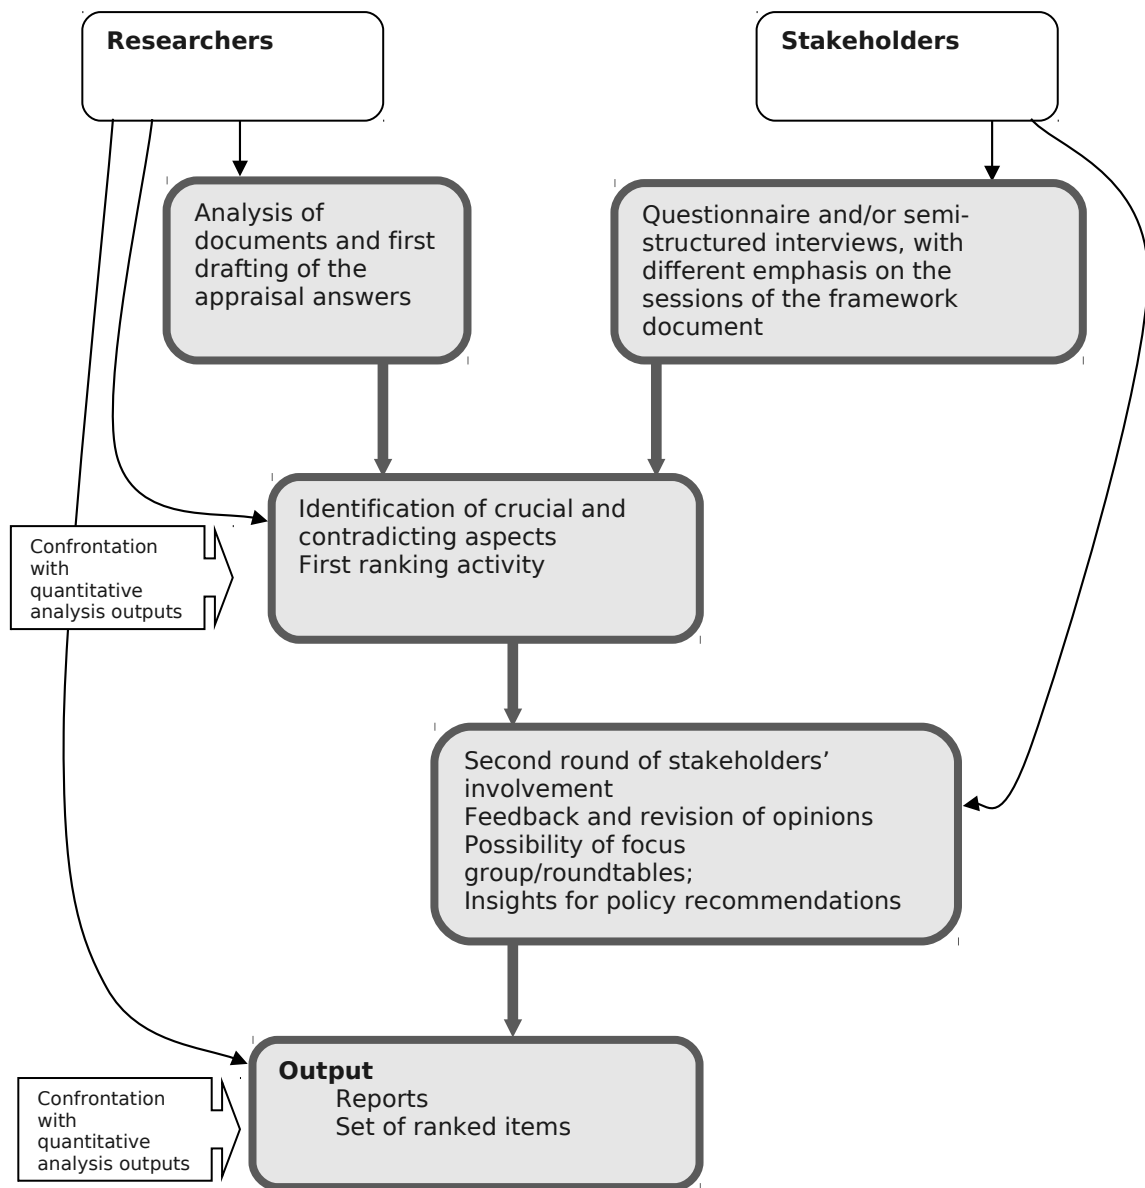 Researchers
Stakeholders
Analysis of
documents and first
drafting of the
appraisal answers
Questionnaire and/or semi-
structured interviews, with
different emphasis on the
sessions of the framework
document
Identification of crucial and
contradicting aspects
First ranking activity
Confrontation
with
quantitative
analysis outputs
Second round of stakeholders’
involvement
Feedback and revision of opinions
Possibility of focus
group/roundtables;
Insights for policy recommendations
Output
Reports
Set of ranked items
Confrontation
with
quantitative
analysis outputs